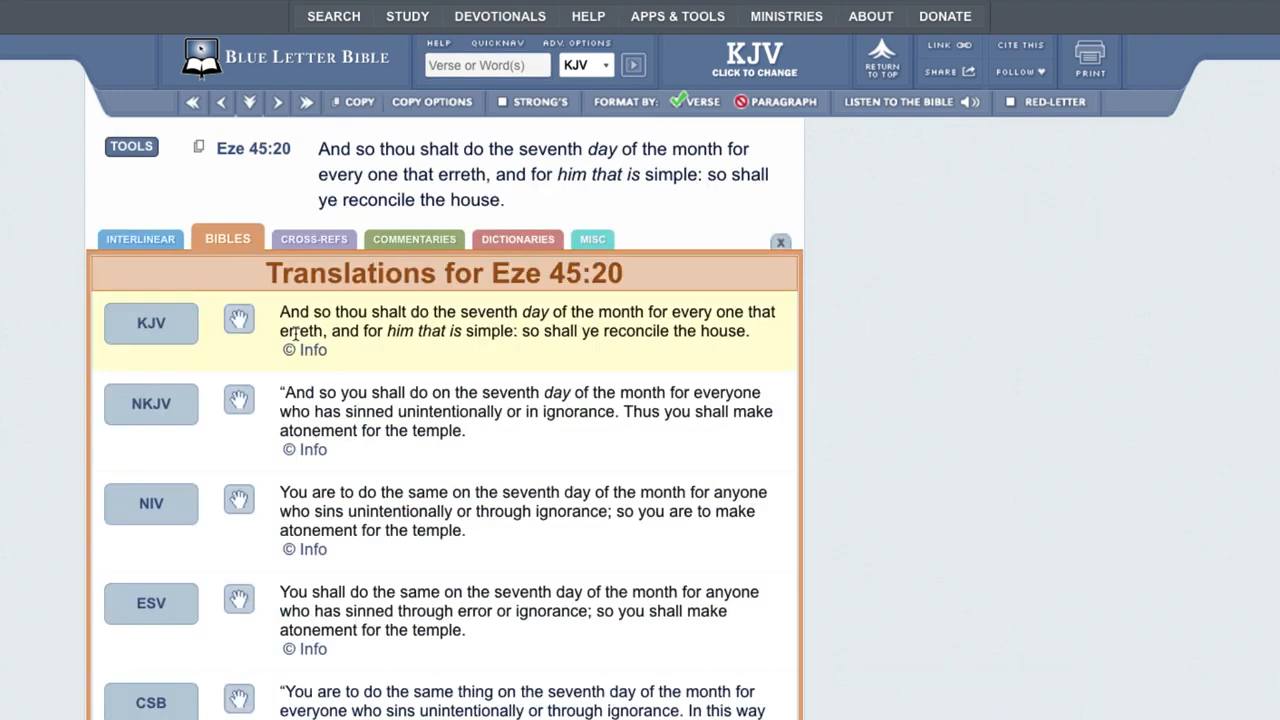 SEARCH STUDY DEVOTIONALS HELP APPS & TOOLS MINISTRIES ABOUT DONATE
BLUE LETTER BIBLE
HELP QUICKNAV ADV. OPTIONS
Verse or Word(s) KJV
KJV
CLICK TO CHANGE
RETURN
TO TOP
LINK CITE THIS
SHARE FOLLOW
PRINT
COPY COPY OPTIONS STRONG'S FORMAT BY: VERSE PARAGRAPH LISTEN TO THE BIBLE RED-LETTER
TOOLS Eze 45:20 And so thou shalt do the seventh day of the month for
every one that erreth, and for him that is simple: so shall
ye reconcile the house.
INTERLINEAR BIBLES CROSS-REFS COMMENTARIES DICTIONARIES MISC X
Translations for Eze 45:20
KJV And so thou shalt do the seventh day of the month for every one that
erreth, and for him that is simple: so shall ye reconcile the house.
© Info
NKJV “And so you shall do on the seventh day of the month for everyone
who has sinned unintentionally or in ignorance. Thus you shall make
atonement for the temple.
© Info
NIV You are to do the same on the seventh day of the month for anyone
who sins unintentionally or through ignorance; so you are to make
atonement for the temple.
© Info
ESV You shall do the same on the seventh day of the month for anyone
who has sinned through error or ignorance; so you shall make
atonement for the temple.
© Info
CSB “You are to do the same thing on the seventh day of the month for
everyone who sins unintentionally or through ignorance. In this way